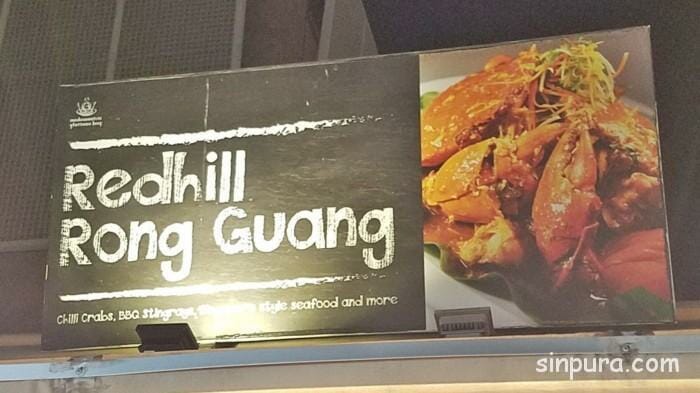 Redhill
Rong Guang
Chilli Crabs, BBQ Stingrays, style seafood and more
sinpura.com